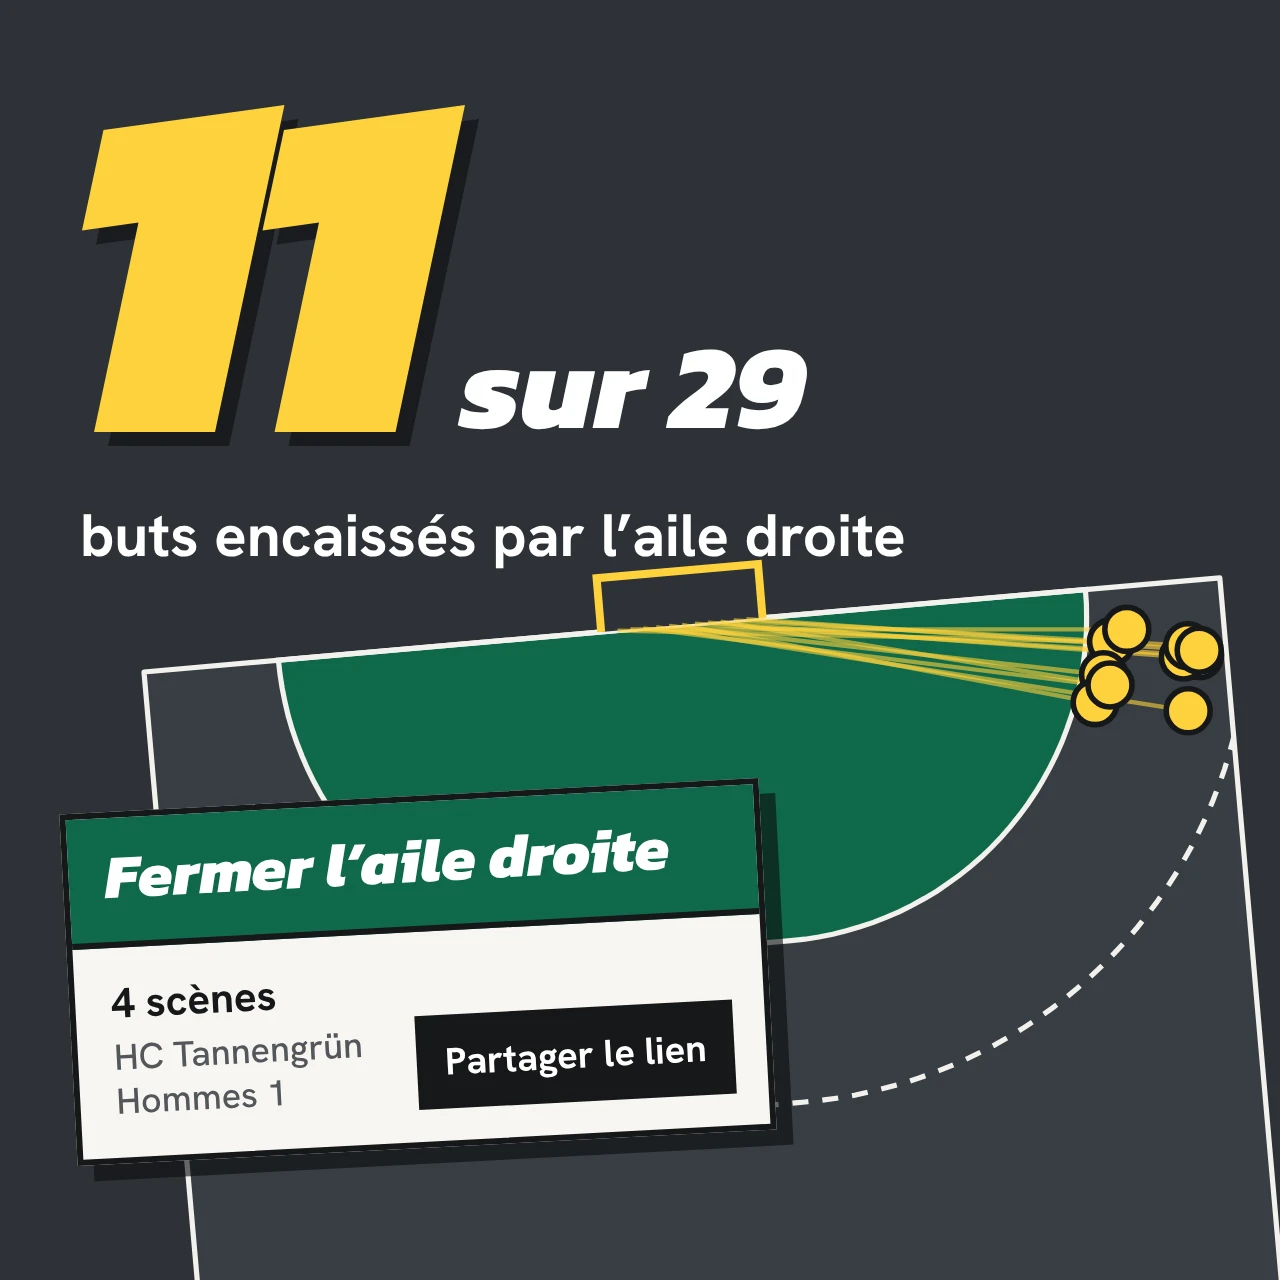 11 sur 29
buts encaissés par l’aile droite
Fermer l’aile droite
4 scènes
HC Tannengrün
Hommes 1
Partager le lien